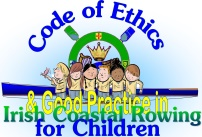 Code of Ethics
& Good Practice in
Irish Coastal Rowing
for Children